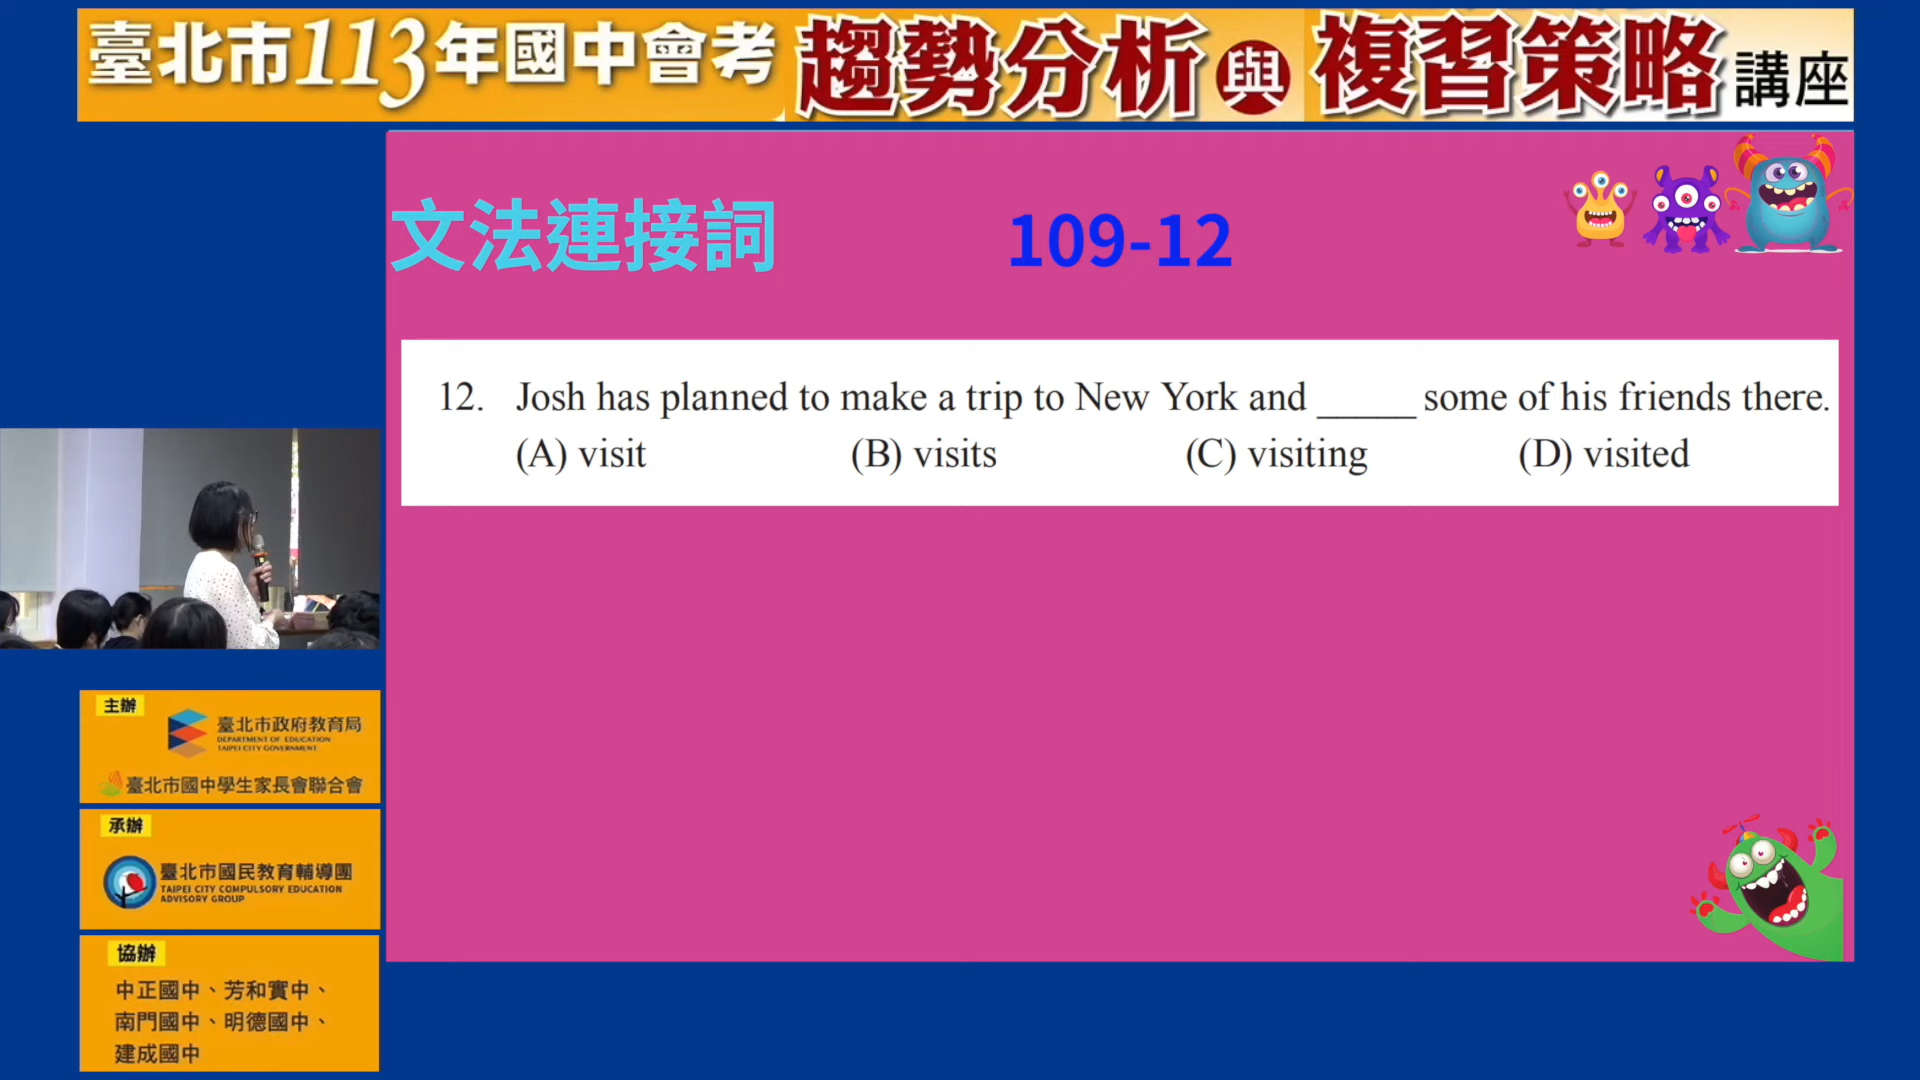 臺北市113年國中會考 趨勢分析與複習策略講座
文法連接詞 109-12
12. Josh has planned to make a trip to New York and _____ some of his friends there.
(A) visit (B) visits (C) visiting (D) visited
主辦
臺北市政府教育局
DEPARTMENT OF EDUCATION
TAIPEI CITY GOVERNMENT
臺北市國中學生家長會聯合會
承辦
臺北市國民教育輔導團
TAIPEI CITY COMPULSORY EDUCATION
ADVISORY GROUP
協辦
中正國中、芳和實中、
南門國中、明德國中、
建成國中